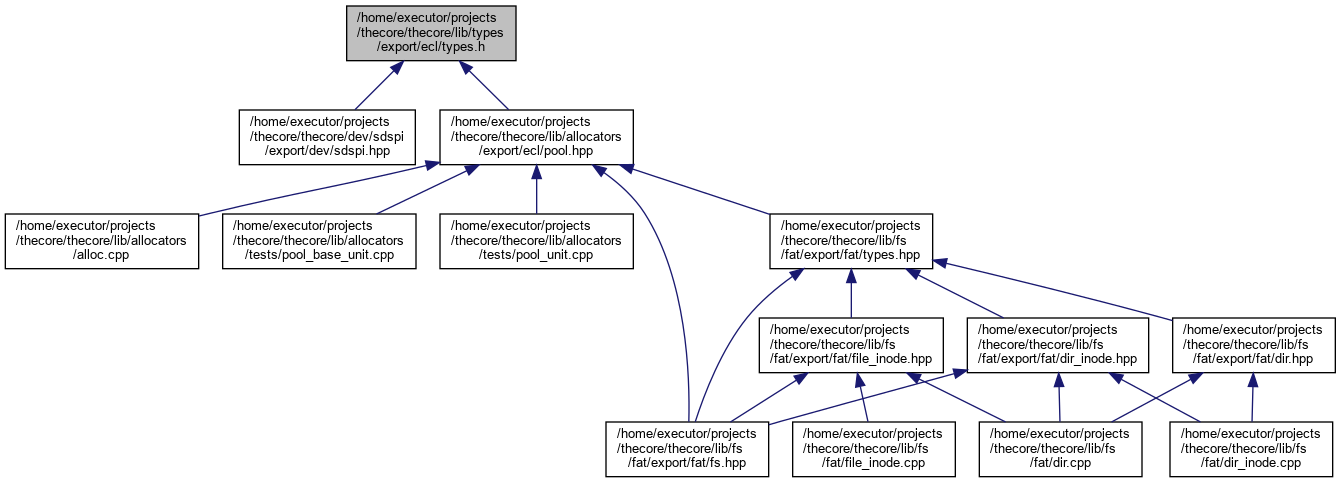 /home/executor/projects
/thecore/thecore/lib/types
/export/ecl/types.h
/home/executor/projects
/thecore/thecore/dev/sdspi
/export/dev/sdspi.hpp
/home/executor/projects
/thecore/thecore/lib/allocators
/export/ecl/pool.hpp
/home/executor/projects
/thecore/thecore/lib/allocators
/alloc.cpp
/home/executor/projects
/thecore/thecore/lib/allocators
/tests/pool_base_unit.cpp
/home/executor/projects
/thecore/thecore/lib/allocators
/tests/pool_unit.cpp
/home/executor/projects
/thecore/thecore/lib/fs
/fat/export/fat/types.hpp
/home/executor/projects
/thecore/thecore/lib/fs
/fat/export/fat/file_inode.hpp
/home/executor/projects
/thecore/thecore/lib/fs
/fat/export/fat/dir_inode.hpp
/home/executor/projects
/thecore/thecore/lib/fs
/fat/export/fat/dir.hpp
/home/executor/projects
/thecore/thecore/lib/fs
/fat/export/fat/fs.hpp
/home/executor/projects
/thecore/thecore/lib/fs
/fat/file_inode.cpp
/home/executor/projects
/thecore/thecore/lib/fs
/fat/dir.cpp
/home/executor/projects
/thecore/thecore/lib/fs
/fat/dir_inode.cpp